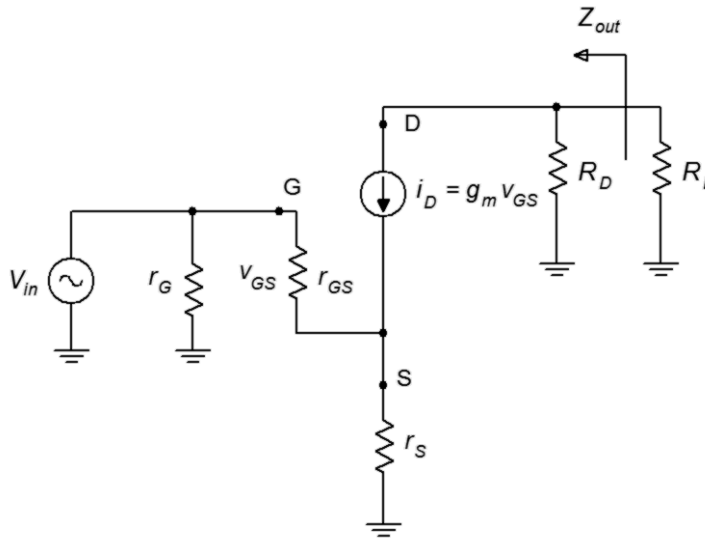 Z_out
D
G
i_D = g_m v_GS
R_D
V_in
r_G
v_GS
r_GS
S
r_S